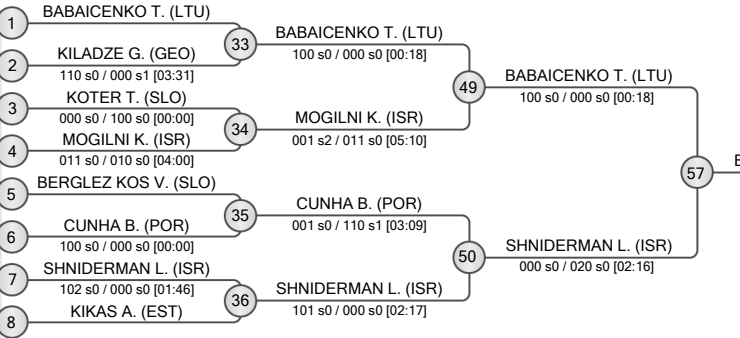 1
BABAICENKO T. (LTU)
2
KILADZE G. (GEO)
110 s0 / 000 s1 [03:31]
3
KOTER T. (SLO)
000 s0 / 100 s0 [00:00]
4
MOGILNI K. (ISR)
011 s0 / 010 s0 [04:00]
5
BERGLEZ KOS V. (SLO)
6
CUNHA B. (POR)
100 s0 / 000 s0 [00:00]
7
SHNIDERMAN L. (ISR)
102 s0 / 000 s0 [01:46]
8
KIKAS A. (EST)
33
BABAICENKO T. (LTU)
100 s0 / 000 s0 [00:18]
34
MOGILNI K. (ISR)
001 s2 / 011 s0 [05:10]
35
CUNHA B. (POR)
001 s0 / 110 s1 [03:09]
36
SHNIDERMAN L. (ISR)
101 s0 / 000 s0 [02:17]
49
BABAICENKO T. (LTU)
100 s0 / 000 s0 [00:18]
50
SHNIDERMAN L. (ISR)
000 s0 / 020 s0 [02:16]
57